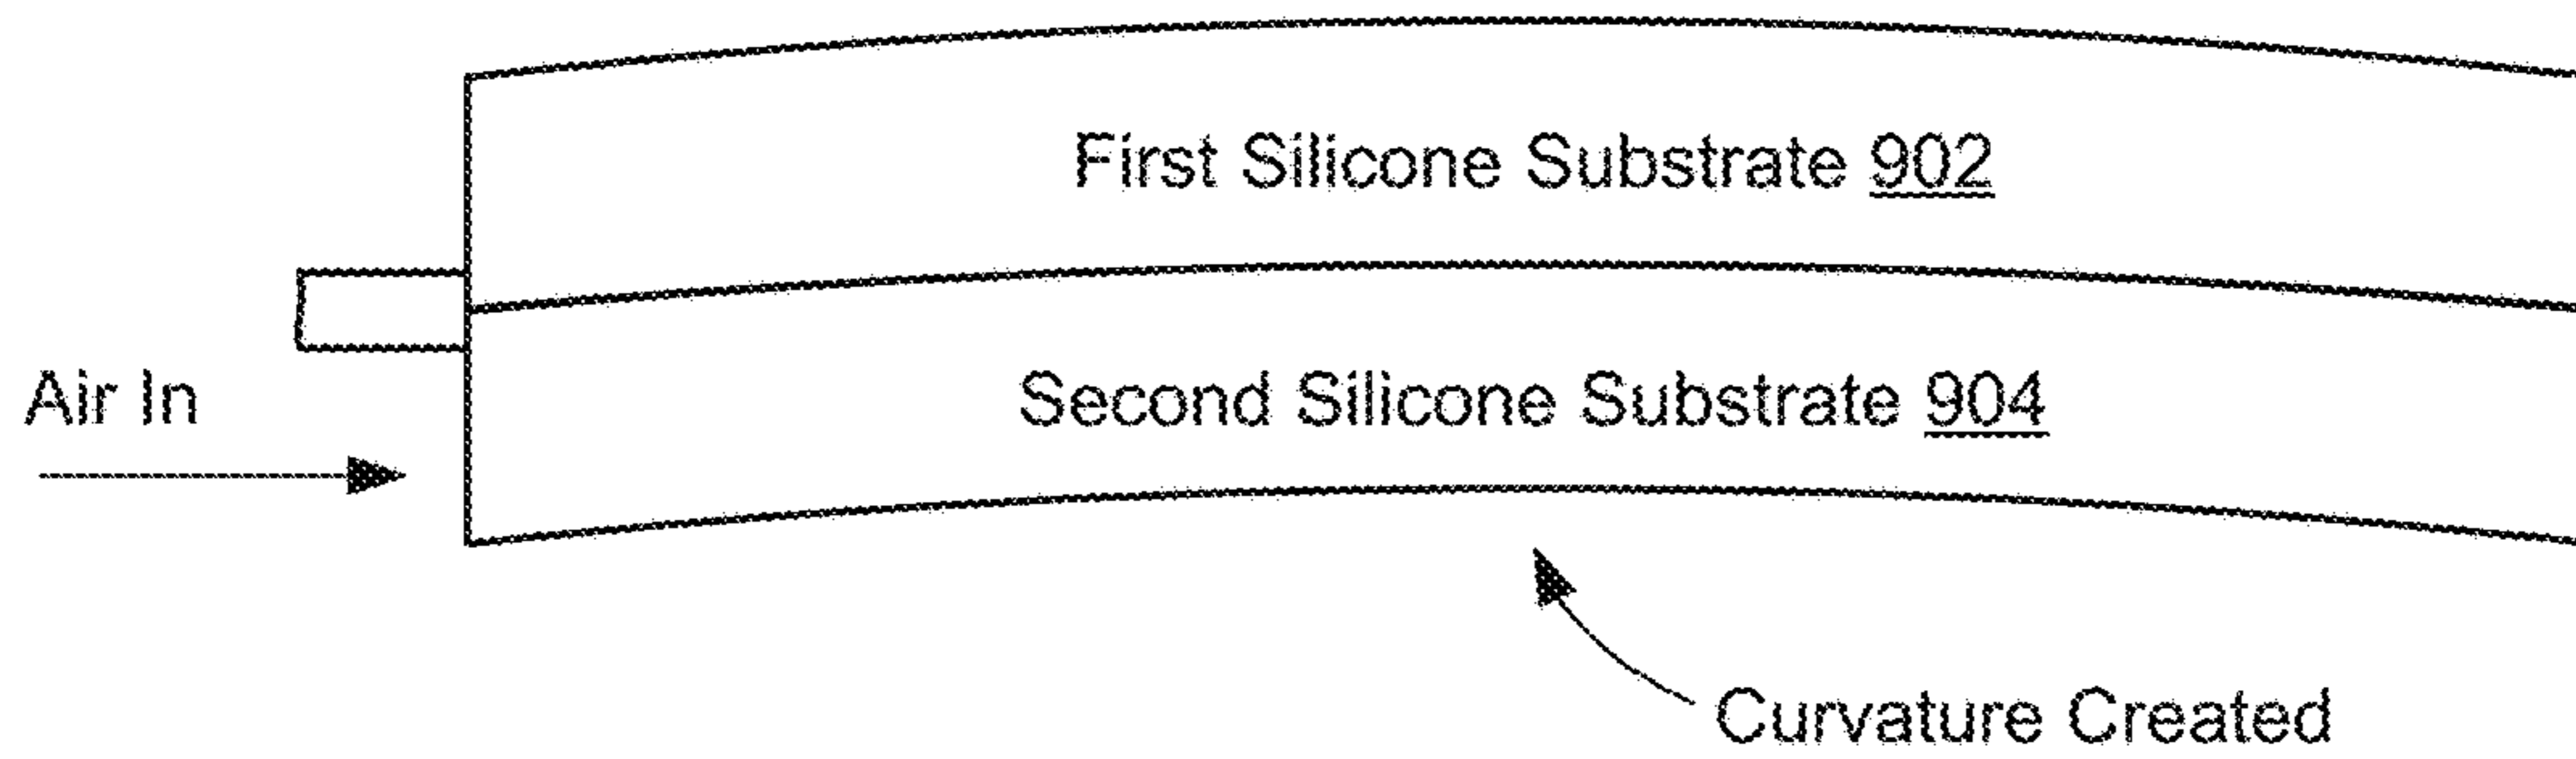 First Silicone Substrate 902
Air In
Second Silicone Substrate 904
Curvature Created